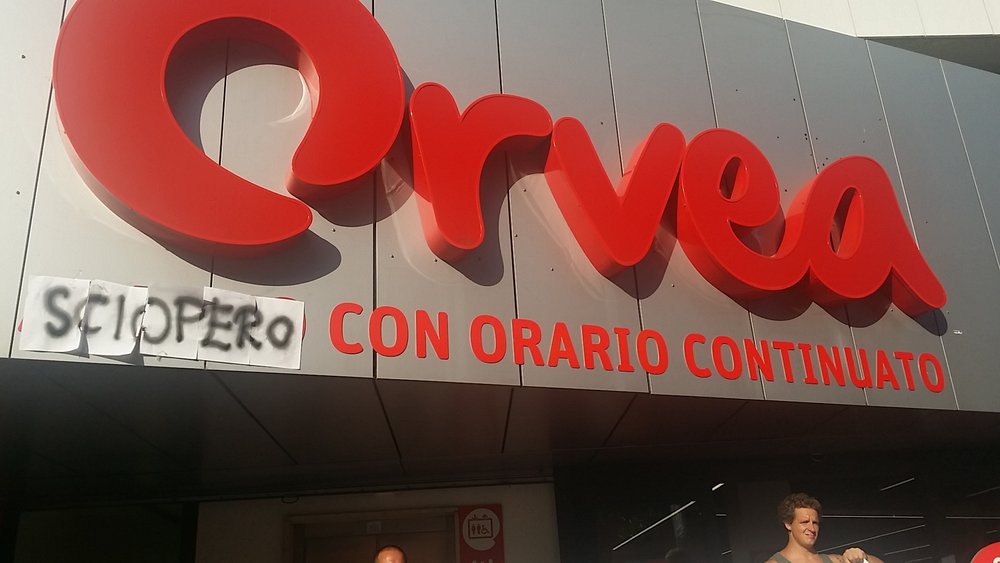 Orvea
SCIOPERO CON ORARIO CONTINUATO